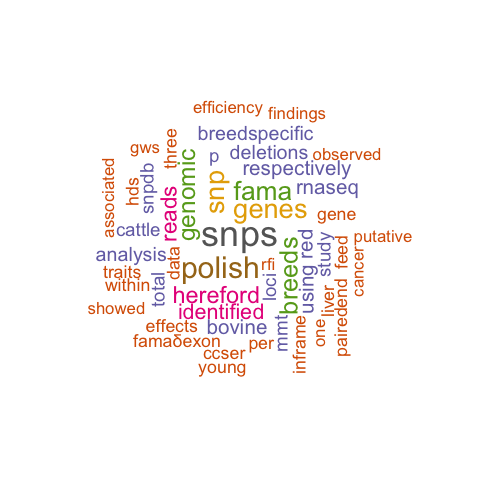 efficiency
findings
breedspecific
gws
three
p
deletions
observed
respectively
associated
hds
snpdb
reads
genomic
snp
fama
rnaseq
genes
gene
cattle
snps
red
study
putative
analysis
data
polish
rfi
breeds
using
feed
cancer
traits
within
total
hereford
loci
liver
pairedend
showed
identified
effects
bovine
mmt
inframe
one
famaδexon
per
ccser
young